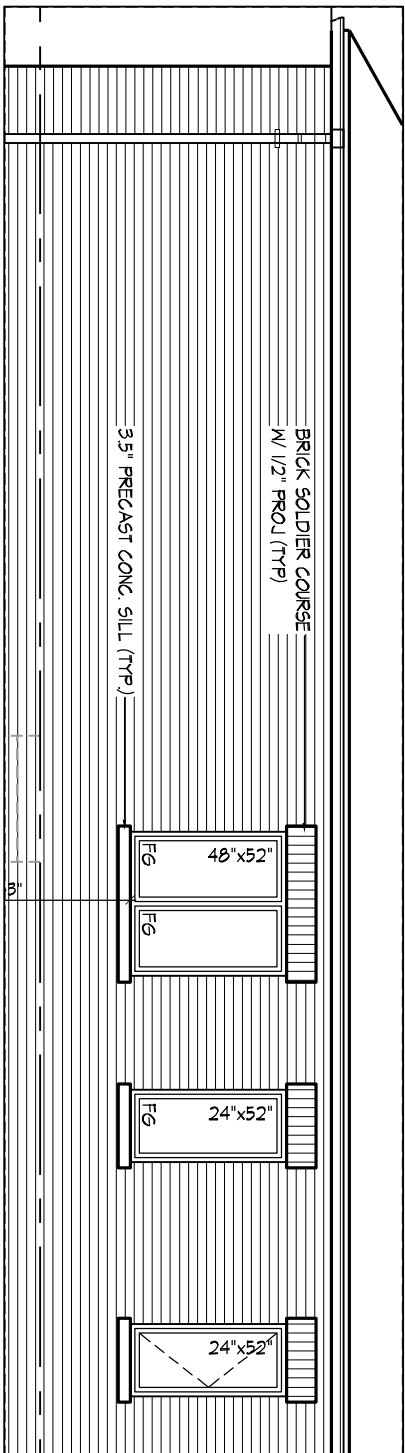 BRICK SOLDIER COURSE
W/ 1/2" PROJ (TYP)
3.5" PRECAST CONC. SILL (TYP.)
48"x52"
FG
FG
24"x52"
FG
24"x52"
3"